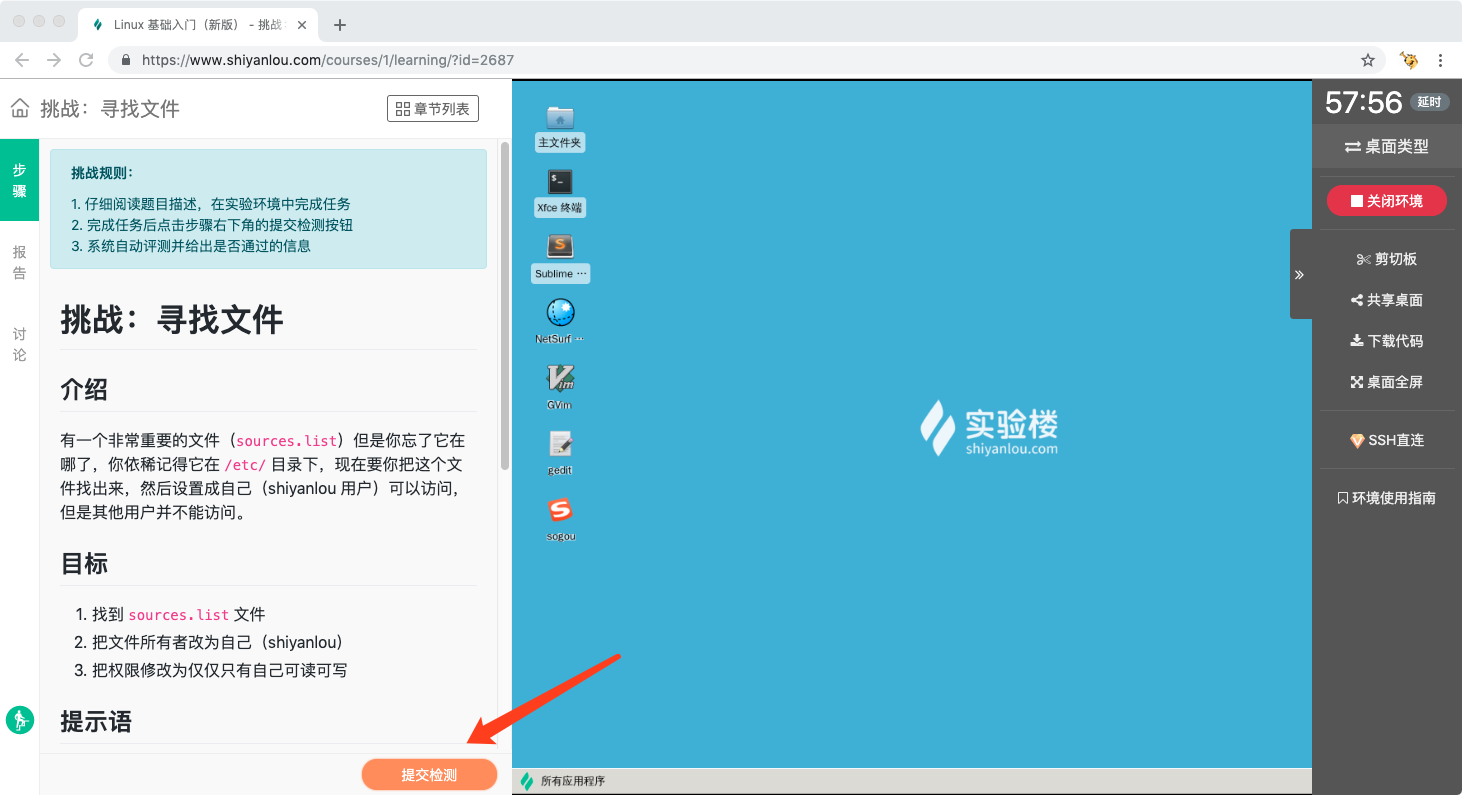 Linux 基础入门（新版） - 挑战:
https://www.shiyanlou.com/courses/1/learning/?id=2687
挑战：寻找文件
章节列表
步骤
报告
讨论
挑战规则：
1. 仔细阅读题目描述，在实验环境中完成任务
2. 完成任务后点击步骤右下角的提交检测按钮
3. 系统自动评测并给出是否通过的信息
挑战：寻找文件
介绍
有一个非常重要的文件（sources.list）但是你忘了它在
哪了，你依稀记得它在 /etc/ 目录下，现在要你把这个文
件找出来，然后设置成自己（shiyanlou 用户）可以访问，
但是其他用户并不能访问。
目标
1. 找到 sources.list 文件
2. 把文件所有者改为自己（shiyanlou）
3. 把权限修改为仅仅只有自己可读可写
提示语
提交检测
主文件夹
Xfce 终端
Sublime ···
NetSurf ···
GVim
gedit
sogou
实验楼
shiyanlou.com
所有应用程序
57:56 延时
桌面类型
关闭环境
剪切板
共享桌面
下载代码
桌面全屏
SSH直连
环境使用指南